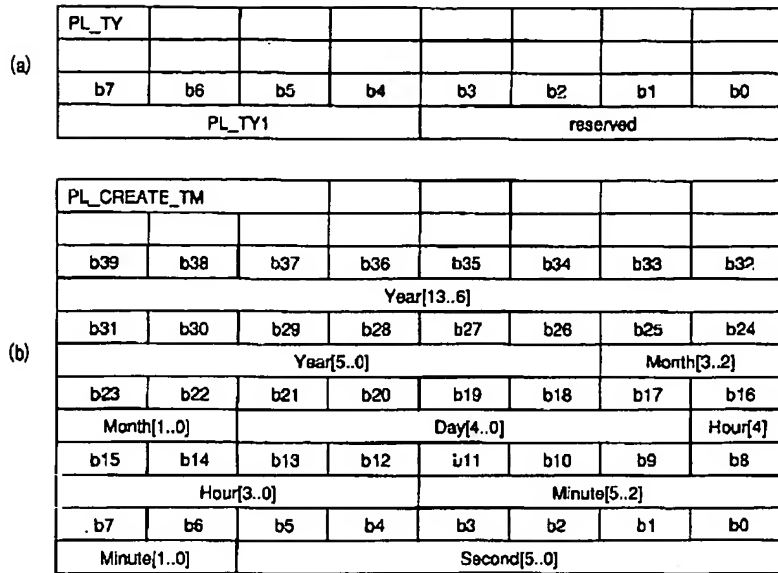 (a)
PL_TY
b7 b6 b5 b4 b3 b2 b1 b0
PL_TY1 reserved
(b)
PL_CREATE_TM
b39 b38 b37 b36 b35 b34 b33 b32
Year[13..6]
b31 b30 b29 b28 b27 b26 b25 b24
Year[5..0] Month[3..2]
b23 b22 b21 b20 b19 b18 b17 b16
Month[1..0] Day[4..0] Hour[4]
b15 b14 b13 b12 b11 b10 b9 b8
Hour[3..0] Minute[5..2]
b7 b6 b5 b4 b3 b2 b1 b0
Minute[1..0] Second[5..0]